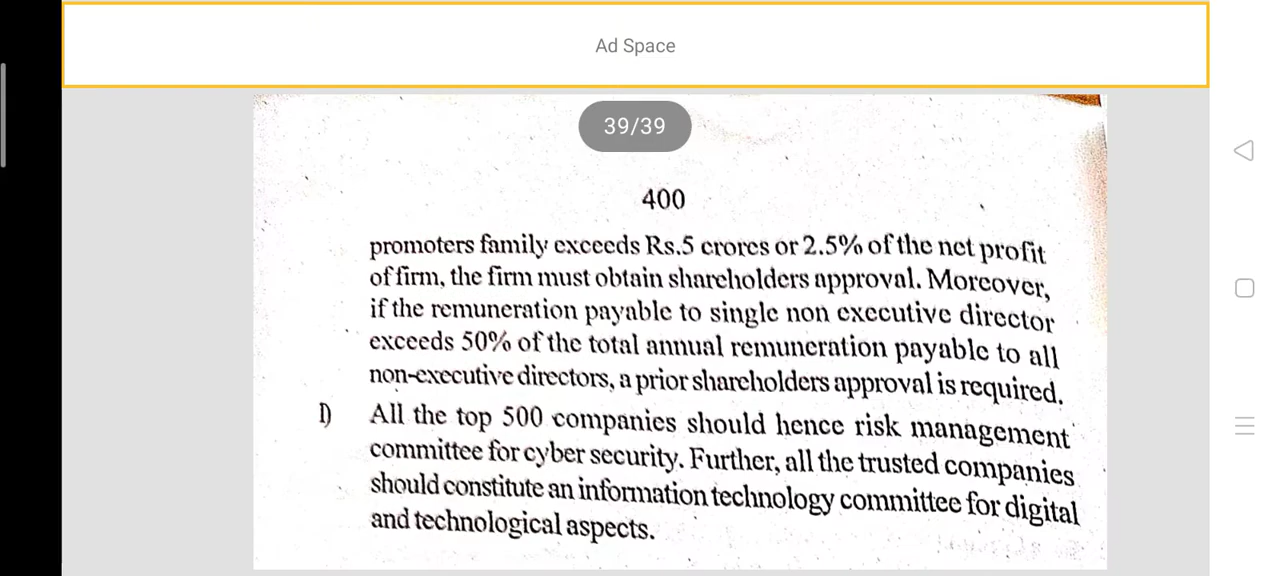 Ad Space
39/39
400
promoters family exceeds Rs.5 crores or 2.5% of the net profit
of firm, the firm must obtain shareholders approval. Moreover,
if the remuneration payable to single non executive director
exceeds 50% of the total annual remuneration payable to all
non-executive directors, a prior shareholders approval is required.
l) All the top 500 companies should hence risk management
committee for cyber security. Further, all the trusted companies
should constitute an information technology committee for digital
and technological aspects.